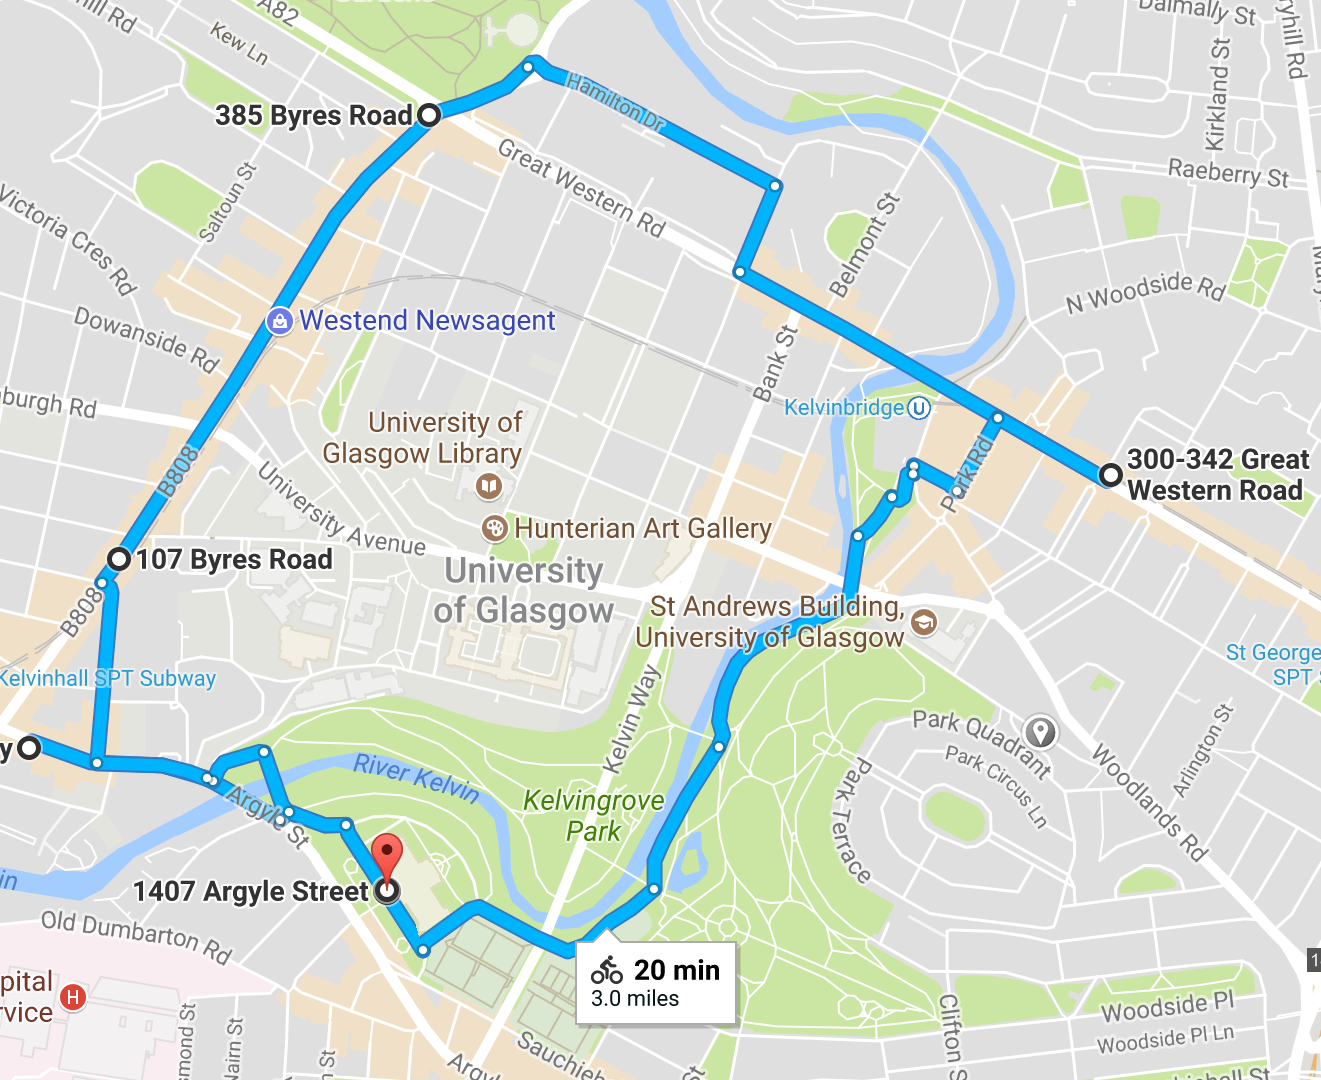 A82
hill Rd
Kew Ln
Gardens
Dalmally St
ryhill Rd
Kirkland St
385 Byres Road
Hamilton Dr
Great Western Rd
Raeberry St
Saltoun St
Victoria Cres Rd
Belmont St
N Woodside Rd
Westend Newsagent
Dowanside Rd
Bank St
Kelvinbridge
U
burgh Rd
University of
Glasgow Library
B808
Park Rd
300-342 Great
Western Road
University Avenue
Hunterian Art Gallery
107 Byres Road
University
of Glasgow
B808
St Andrews Building,
University of Glasgow
Kelvinhall SPT Subway
St George
SPT S
Kelvin Way
Park Quadrant
Park Circus Ln
Arlington St
y
River Kelvin
Argyle St
Kelvingrove
Park
Park Terrace
Woodlands Rd
in
1407 Argyle Street
Old Dumbarton Rd
20 min
3.0 miles
pital
rvice
H
Woodside Pl
Woodside Pl Ln
Clifton S
smond St
Nairn St
St
Argyl
Sauchieh
St
hiehall St